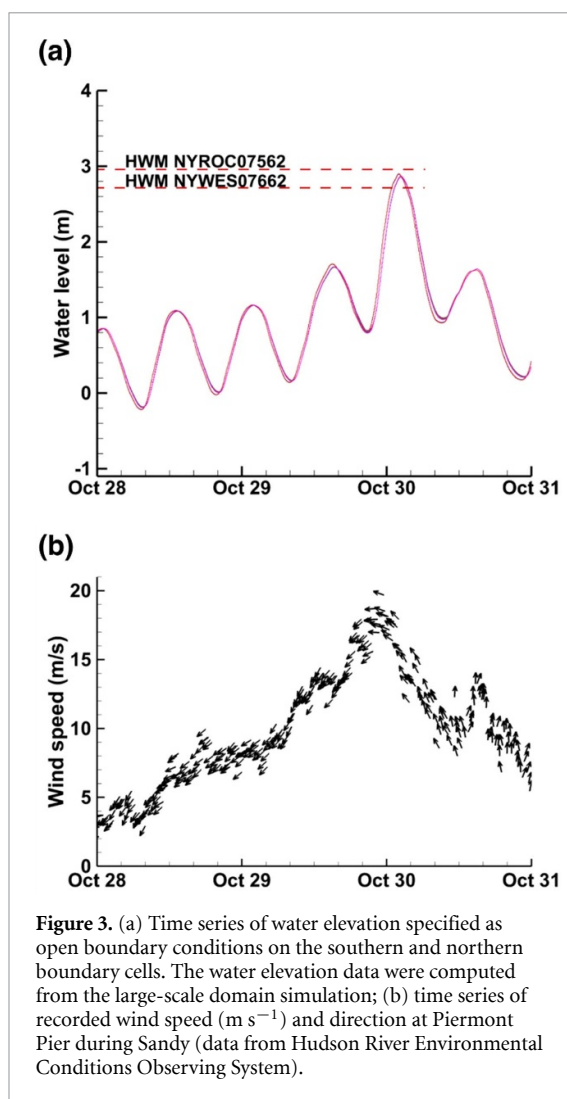 (a)
4
3
2
1
0
-1
Water level (m)
HWM NYROC07562
HWM NYWES07662
Oct 28 Oct 29 Oct 30 Oct 31
(b)
20
15
10
5
0
Wind speed (m/s)
Oct 28 Oct 29 Oct 30 Oct 31
Figure 3. (a) Time series of water elevation specified as
open boundary conditions on the southern and northern
boundary cells. The water elevation data were computed
from the large-scale domain simulation; (b) time series of
recorded wind speed (m s⁻¹) and direction at Piermont
Pier during Sandy (data from Hudson River Environmental
Conditions Observing System).